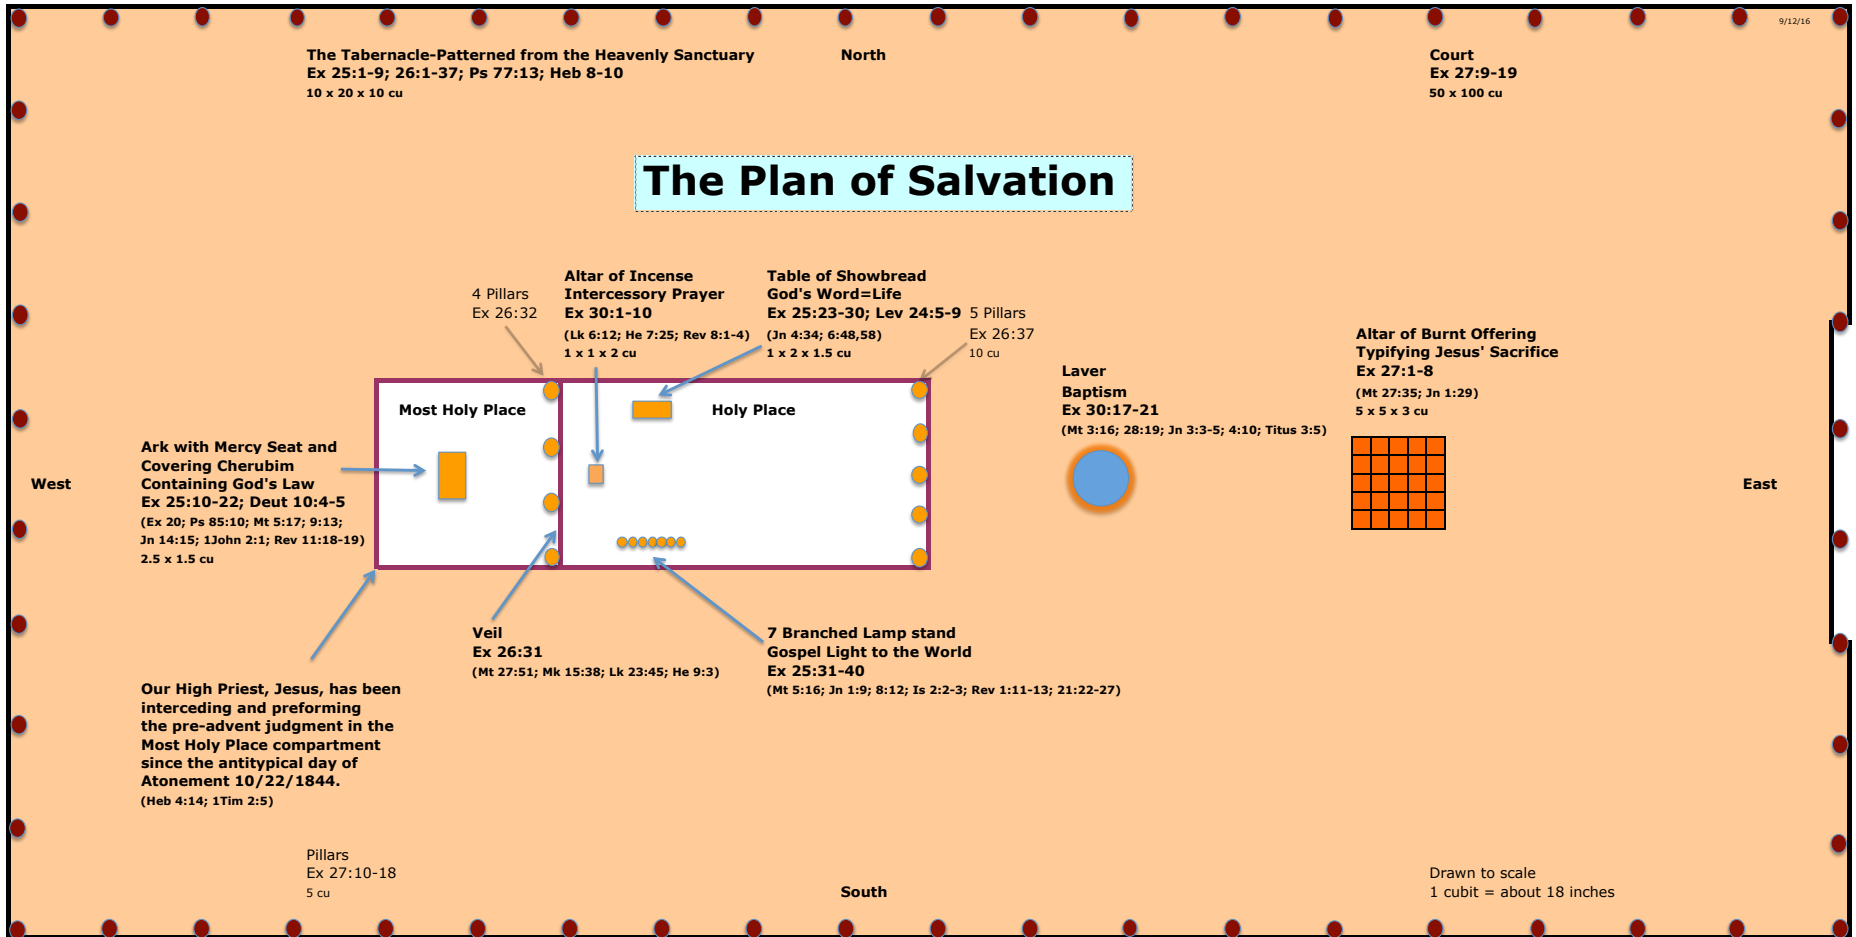 9/12/16
The Tabernacle-Patterned from the Heavenly Sanctuary
Ex 25:1-9; 26:1-37; Ps 77:13; Heb 8-10
10 x 20 x 10 cu
North
Court
Ex 27:9-19
50 x 100 cu
The Plan of Salvation
4 Pillars
Ex 26:32
Altar of Incense
Intercessory Prayer
Ex 30:1-10
(Lk 6:12; He 7:25; Rev 8:1-4)
1 x 1 x 2 cu
Table of Showbread
God's Word=Life
Ex 25:23-30; Lev 24:5-9
(Jn 4:34; 6:48,58)
1 x 2 x 1.5 cu
5 Pillars
Ex 26:37
10 cu
Laver
Baptism
Ex 30:17-21
(Mt 3:16; 28:19; Jn 3:3-5; 4:10; Titus 3:5)
Altar of Burnt Offering
Typifying Jesus' Sacrifice
Ex 27:1-8
(Mt 27:35; Jn 1:29)
5 x 5 x 3 cu
Most Holy Place
Holy Place
West
Ark with Mercy Seat and
Covering Cherubim
Containing God's Law
Ex 25:10-22; Deut 10:4-5
(Ex 20; Ps 85:10; Mt 5:17; 9:13;
Jn 14:15; 1John 2:1; Rev 11:18-19)
2.5 x 1.5 cu
East
Veil
Ex 26:31
(Mt 27:51; Mk 15:38; Lk 23:45; He 9:3)
7 Branched Lamp stand
Gospel Light to the World
Ex 25:31-40
(Mt 5:16; Jn 1:9; 8:12; Is 2:2-3; Rev 1:11-13; 21:22-27)
Our High Priest, Jesus, has been
interceding and preforming
the pre-advent judgment in the
Most Holy Place compartment
since the antitypical day of
Atonement 10/22/1844.
(Heb 4:14; 1Tim 2:5)
Pillars
Ex 27:10-18
5 cu
South
Drawn to scale
1 cubit = about 18 inches